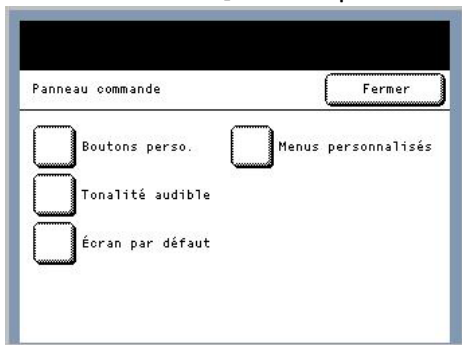 Panneau commande
Fermer
Boutons perso.
Menus personnalisés
Tonalité audible
Écran par défaut